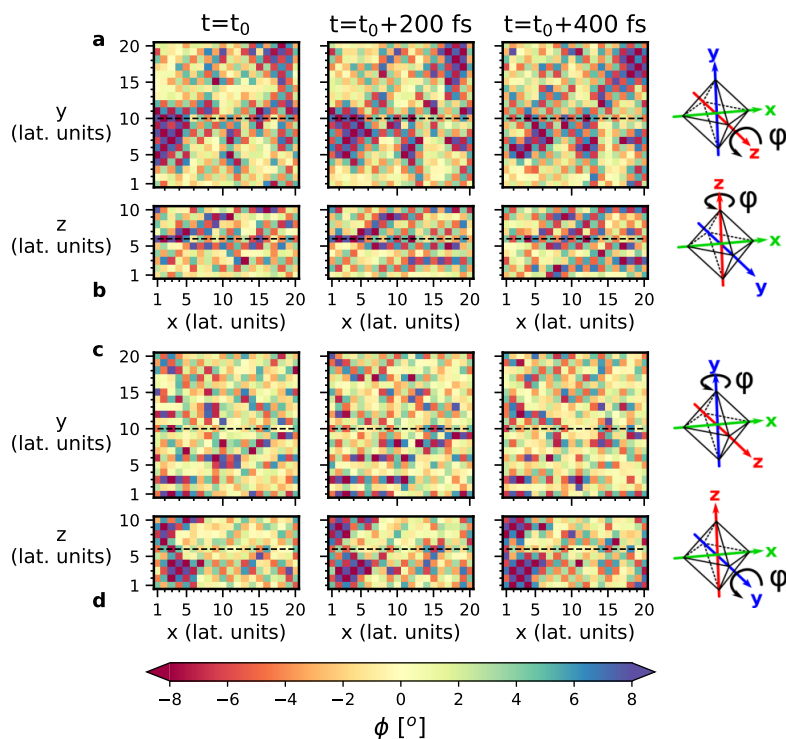 t=t0 t=t0+200 fs t=t0+400 fs
a
20
15
10
5
1
y
(lat. units)
y
x
z
φ
10
5
1
z
(lat. units)
z
φ
x
y
b
1 5 10 15 20 1 5 10 15 20 1 5 10 15 20
x (lat. units) x (lat. units) x (lat. units)
c
20
15
10
5
1
y
(lat. units)
y
φ
x
z
10
5
1
z
(lat. units)
z
x
φ
y
d
1 5 10 15 20 1 5 10 15 20 1 5 10 15 20
x (lat. units) x (lat. units) x (lat. units)
−8 −6 −4 −2 0 2 4 6 8
ϕ [o]